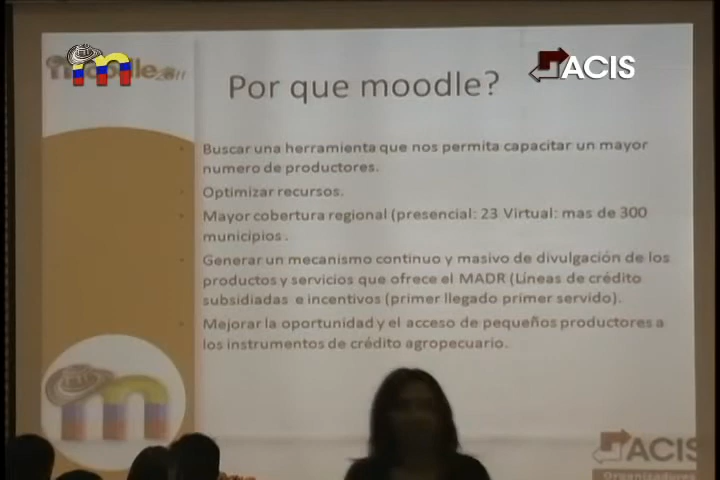 moodle 2011
m
ACIS
Por que moodle?
Buscar una herramienta que nos permita capacitar un mayor
numero de productores.
Optimizar recursos.
Mayor cobertura regional (presencial: 23 Virtual: mas de 300
municipios .
Generar un mecanismo continuo y masivo de divulgación de los
productos y servicios que ofrece el MADR (Líneas de crédito
subsidiadas e incentivos (primer llegado primer servido).
Mejorar la oportunidad y el acceso de pequeños productores a
los instrumentos de crédito agropecuario.
m
ACIS
Organizadores